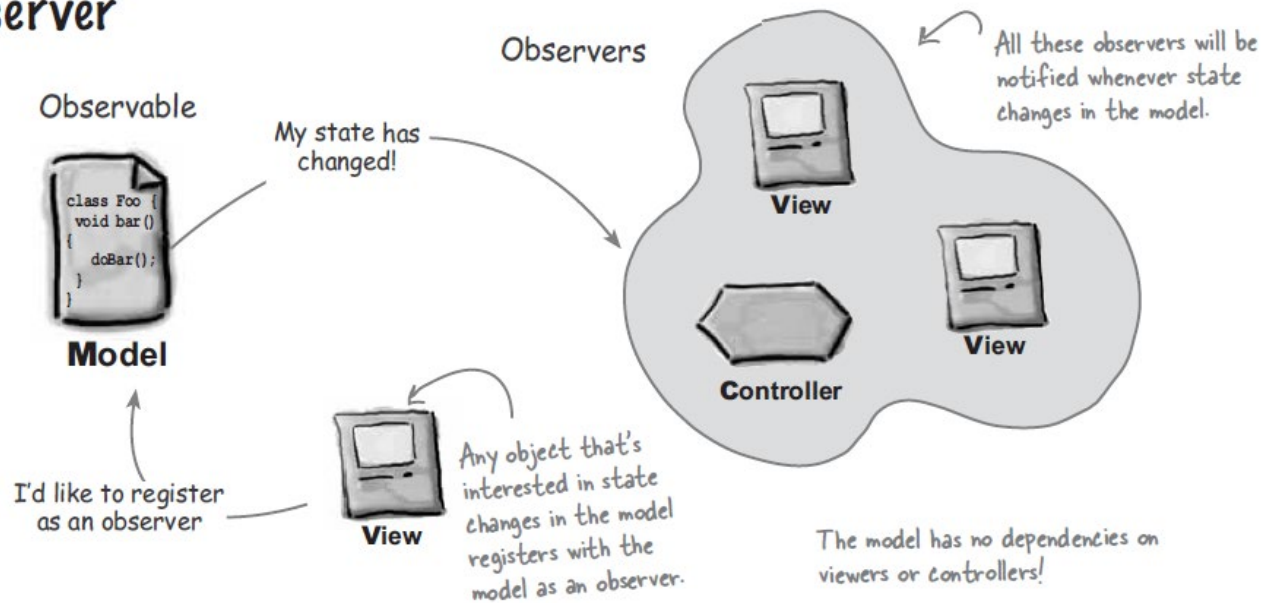 server
Observers
All these observers will be
notified whenever state
changes in the model.
Observable
My state has
changed!
class Foo {
void bar()
{
doBar();
}
}
Model
View
View
Controller
I'd like to register
as an observer
View
Any object that's
interested in state
changes in the model
registers with the
model as an observer.
The model has no dependencies on
viewers or controllers!